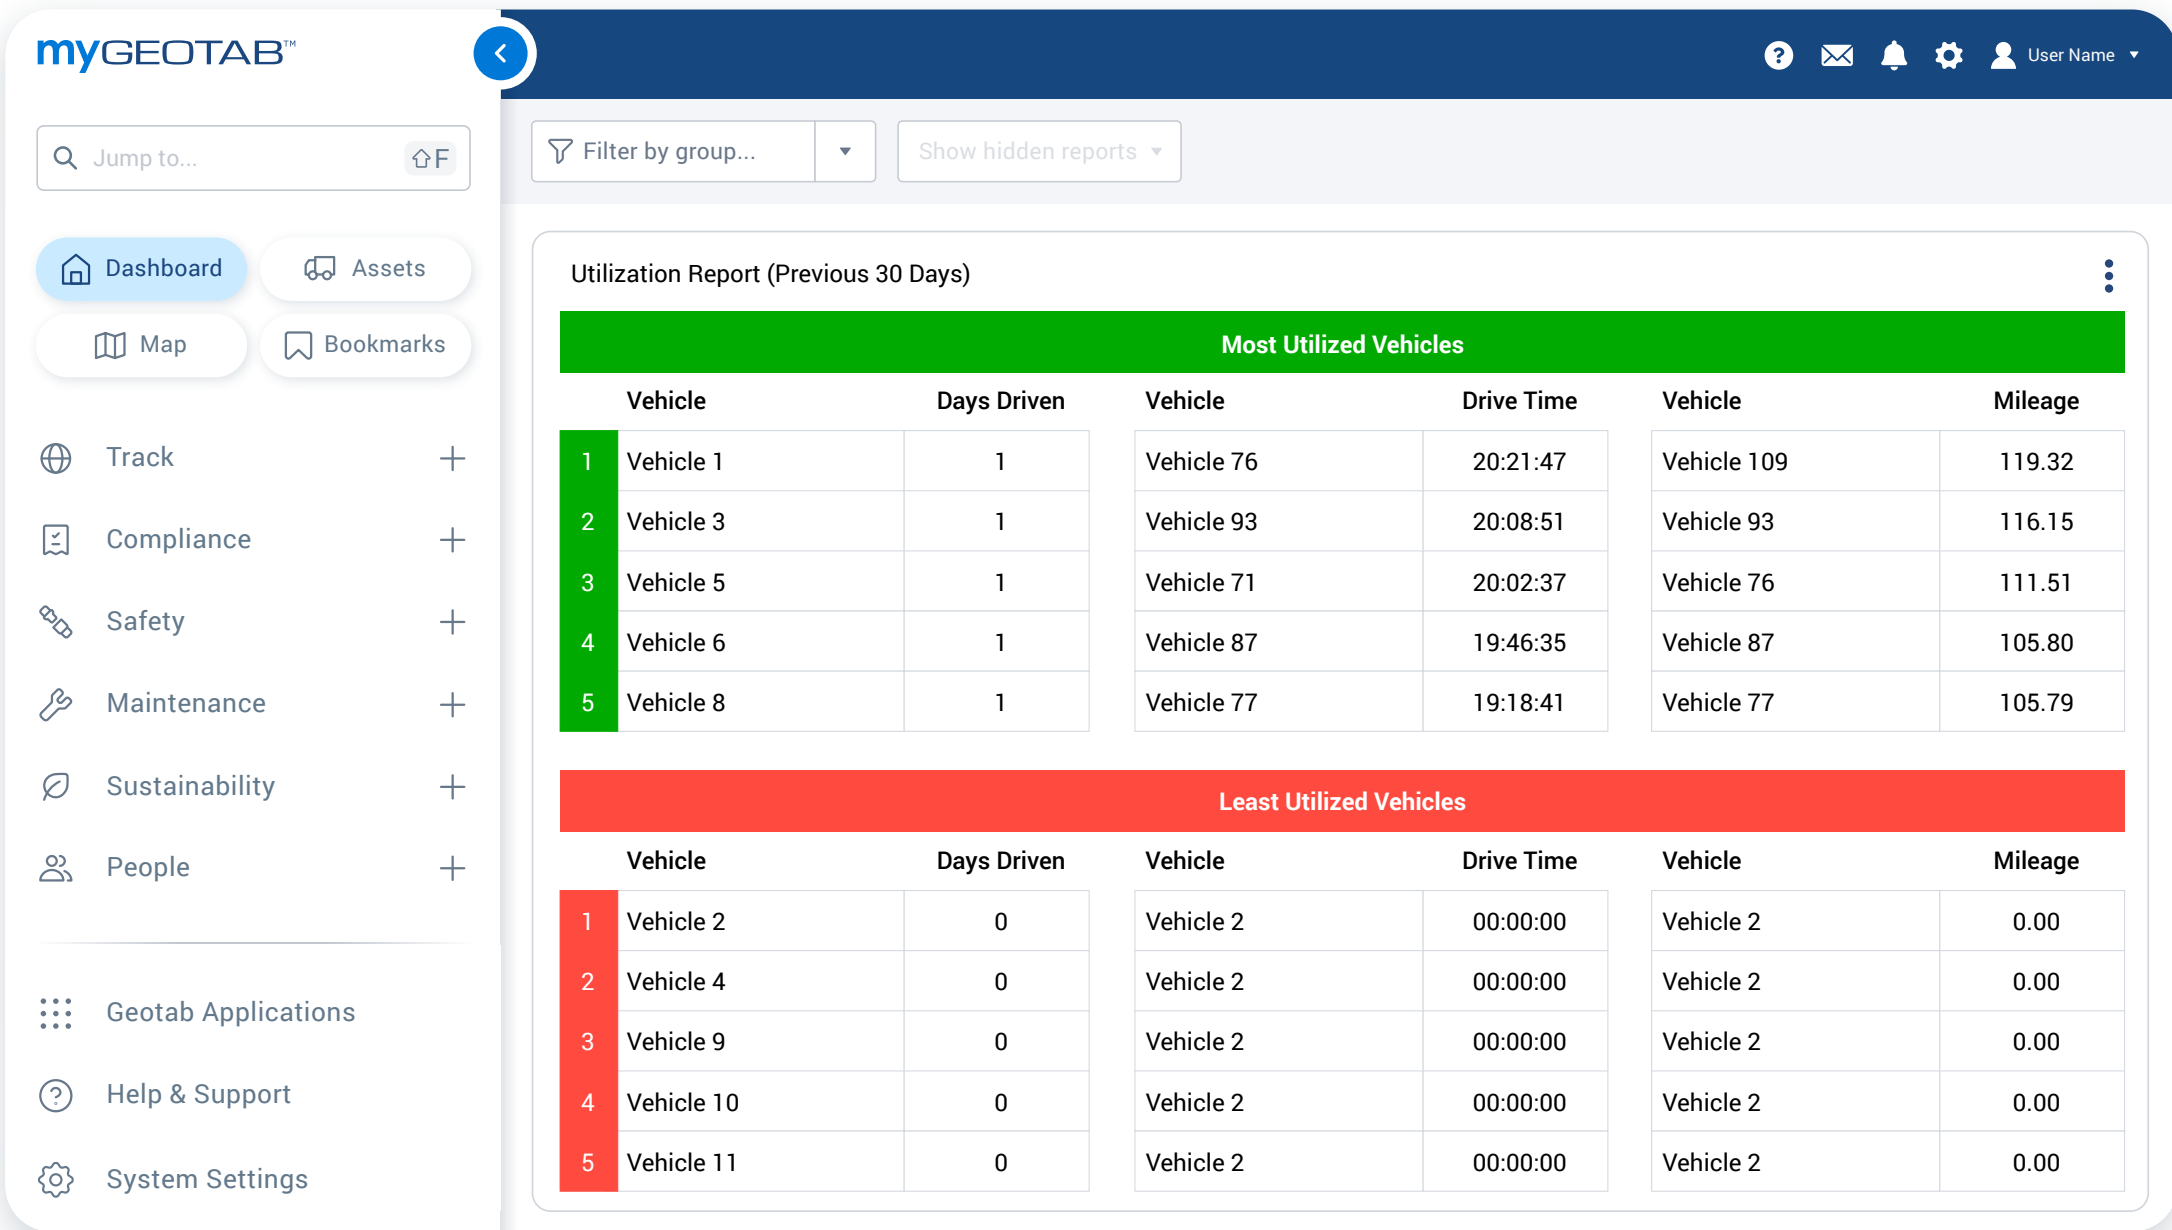 myGEOTAB™
Jump to...
⇧F
Dashboard
Assets
Map
Bookmarks
Track
Compliance
Safety
Maintenance
Sustainability
People
Geotab Applications
Help & Support
System Settings
User Name
Filter by group...
Show hidden reports
Utilization Report (Previous 30 Days)
Most Utilized Vehicles
Vehicle Days Driven Vehicle Drive Time Vehicle Mileage
1 Vehicle 1 1 Vehicle 76 20:21:47 Vehicle 109 119.32
2 Vehicle 3 1 Vehicle 93 20:08:51 Vehicle 93 116.15
3 Vehicle 5 1 Vehicle 71 20:02:37 Vehicle 76 111.51
4 Vehicle 6 1 Vehicle 87 19:46:35 Vehicle 87 105.80
5 Vehicle 8 1 Vehicle 77 19:18:41 Vehicle 77 105.79
Least Utilized Vehicles
Vehicle Days Driven Vehicle Drive Time Vehicle Mileage
1 Vehicle 2 0 Vehicle 2 00:00:00 Vehicle 2 0.00
2 Vehicle 4 0 Vehicle 2 00:00:00 Vehicle 2 0.00
3 Vehicle 9 0 Vehicle 2 00:00:00 Vehicle 2 0.00
4 Vehicle 10 0 Vehicle 2 00:00:00 Vehicle 2 0.00
5 Vehicle 11 0 Vehicle 2 00:00:00 Vehicle 2 0.00